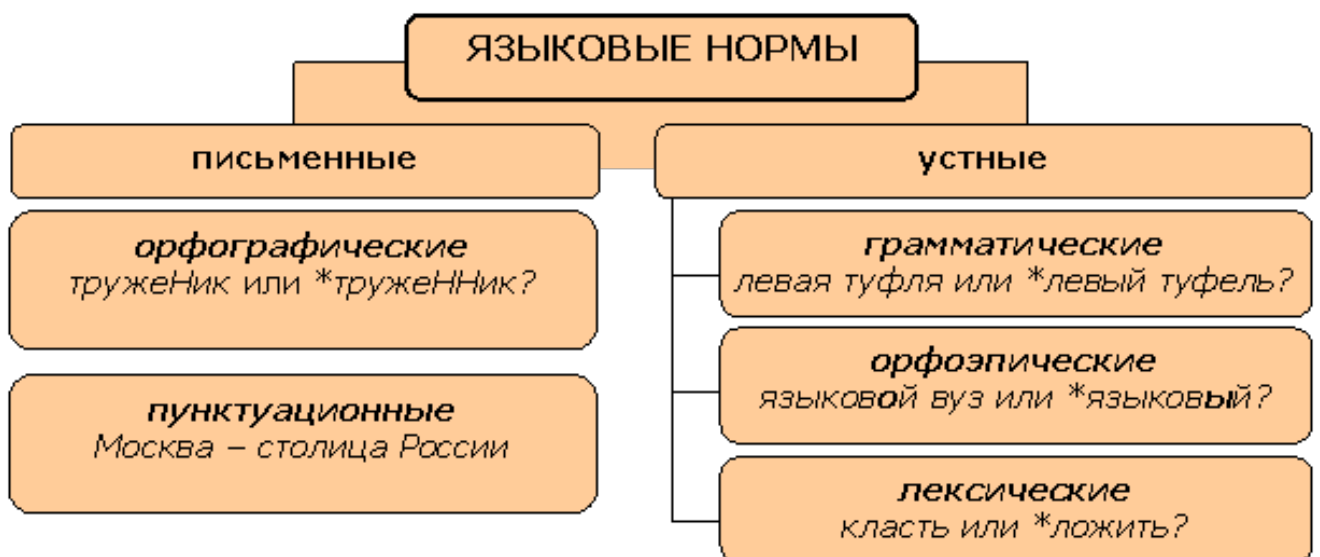 ЯЗЫКОВЫЕ НОРМЫ
письменные
орфографические
тружеНик или *тружеННик?
пунктуационные
Москва – столица России
устные
грамматические
левая туфля или *левый туфель?
орфоэпические
языковой вуз или *языковый?
лексические
класть или *ложить?